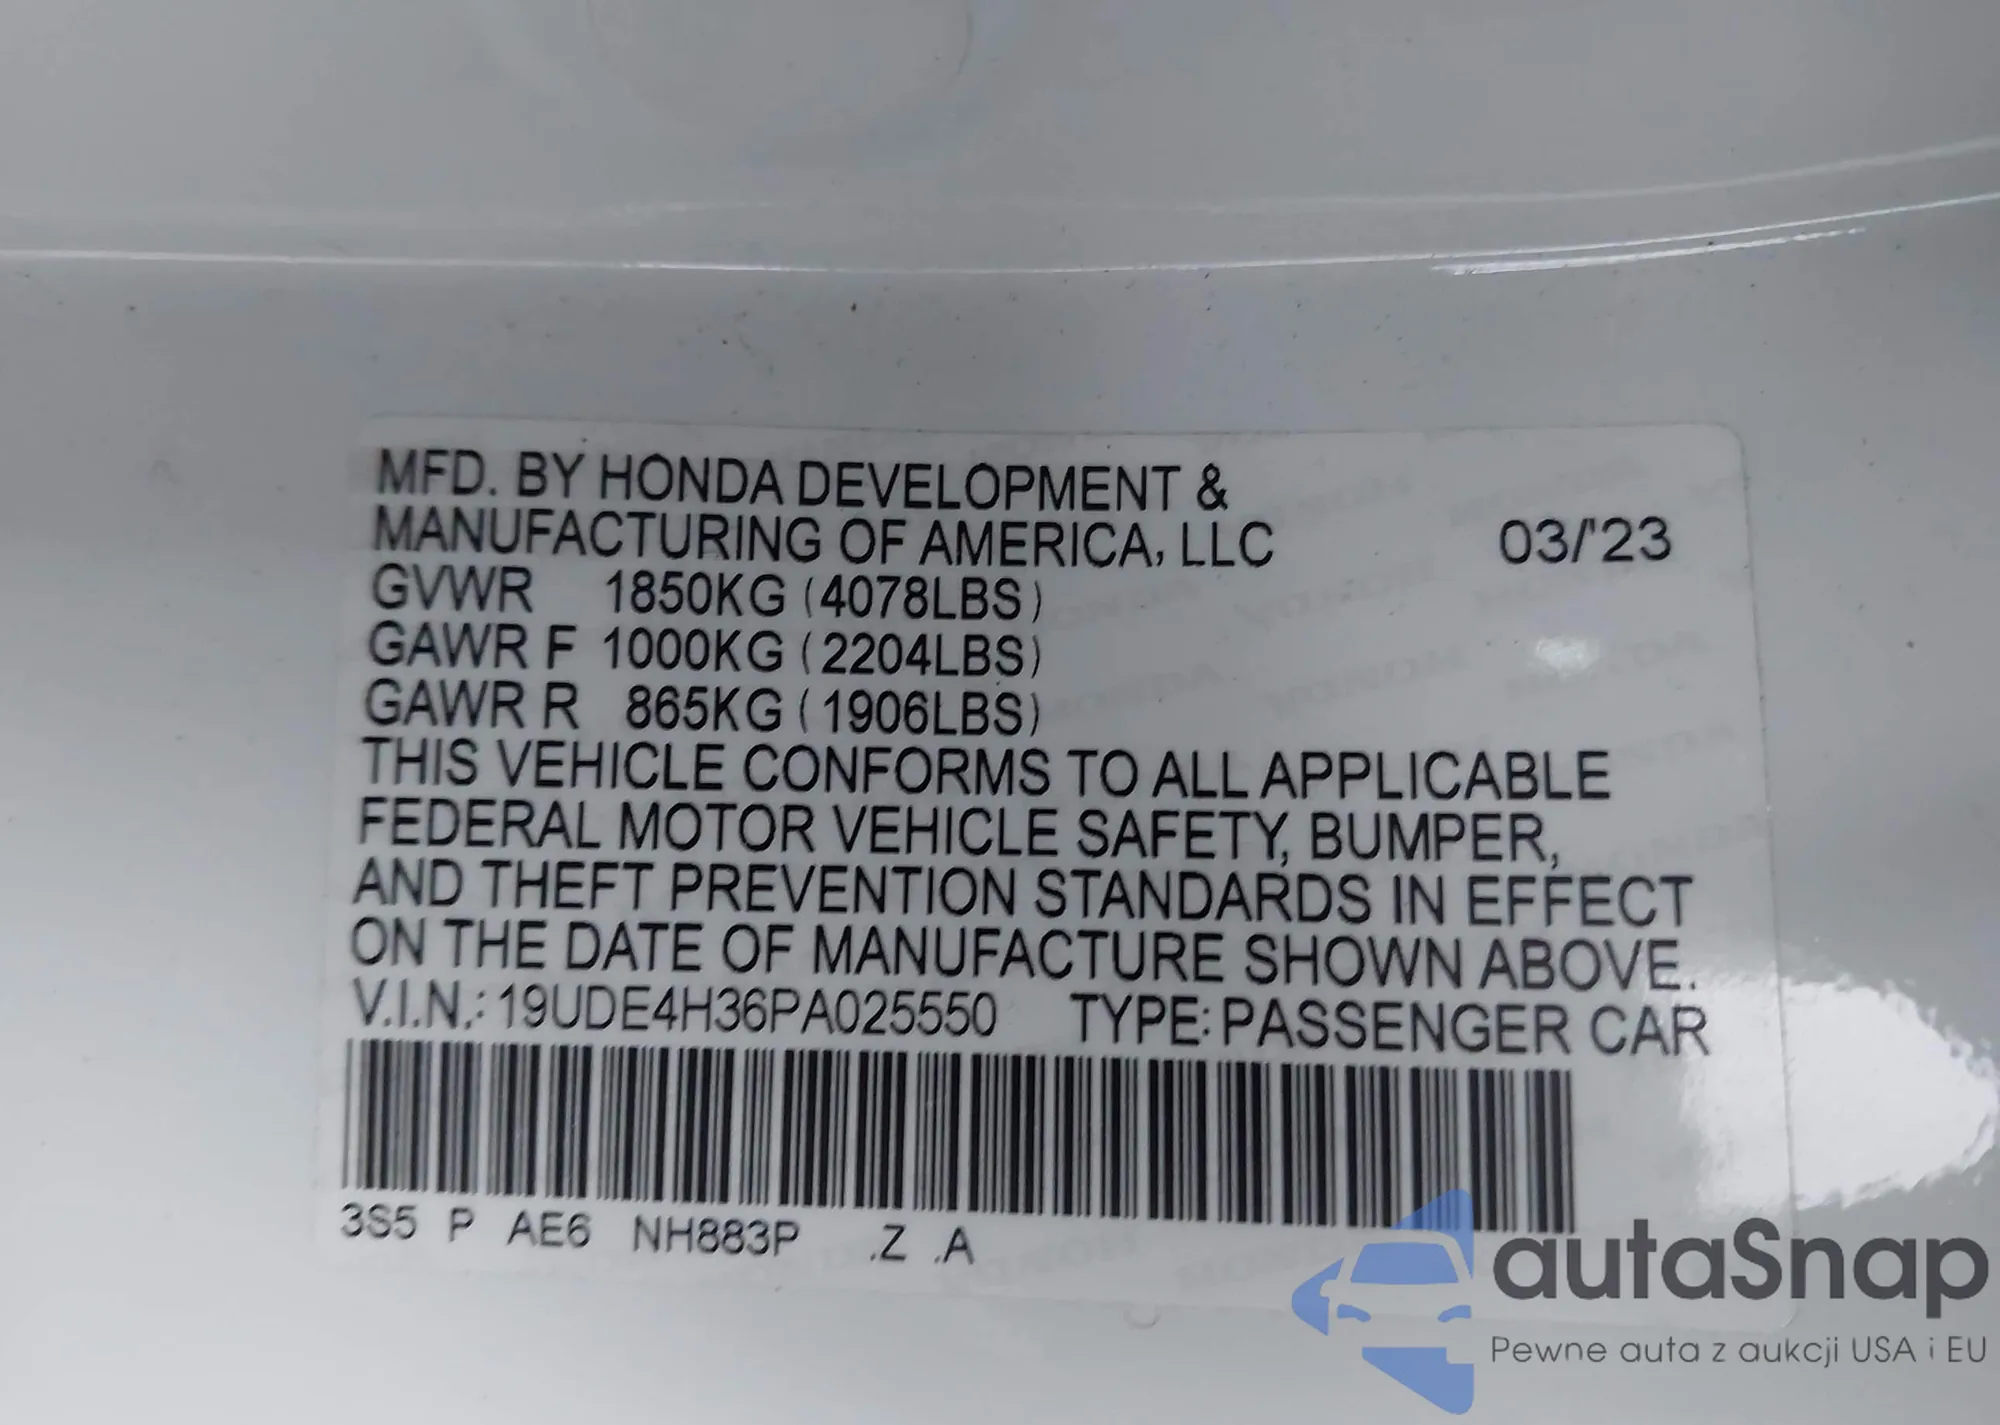 MFD. BY HONDA DEVELOPMENT &
MANUFACTURING OF AMERICA, LLC 03/'23
GVWR 1850KG (4078LBS)
GAWR F 1000KG (2204LBS)
GAWR R 865KG (1906LBS)
THIS VEHICLE CONFORMS TO ALL APPLICABLE
FEDERAL MOTOR VEHICLE SAFETY, BUMPER,
AND THEFT PREVENTION STANDARDS IN EFFECT
ON THE DATE OF MANUFACTURE SHOWN ABOVE.
V.I.N.: 19UDE4H36PA025550 TYPE: PASSENGER CAR
3S5 P AE6 NH883P .Z .A
autaSnap
Pewne auta z aukcji USA i EU